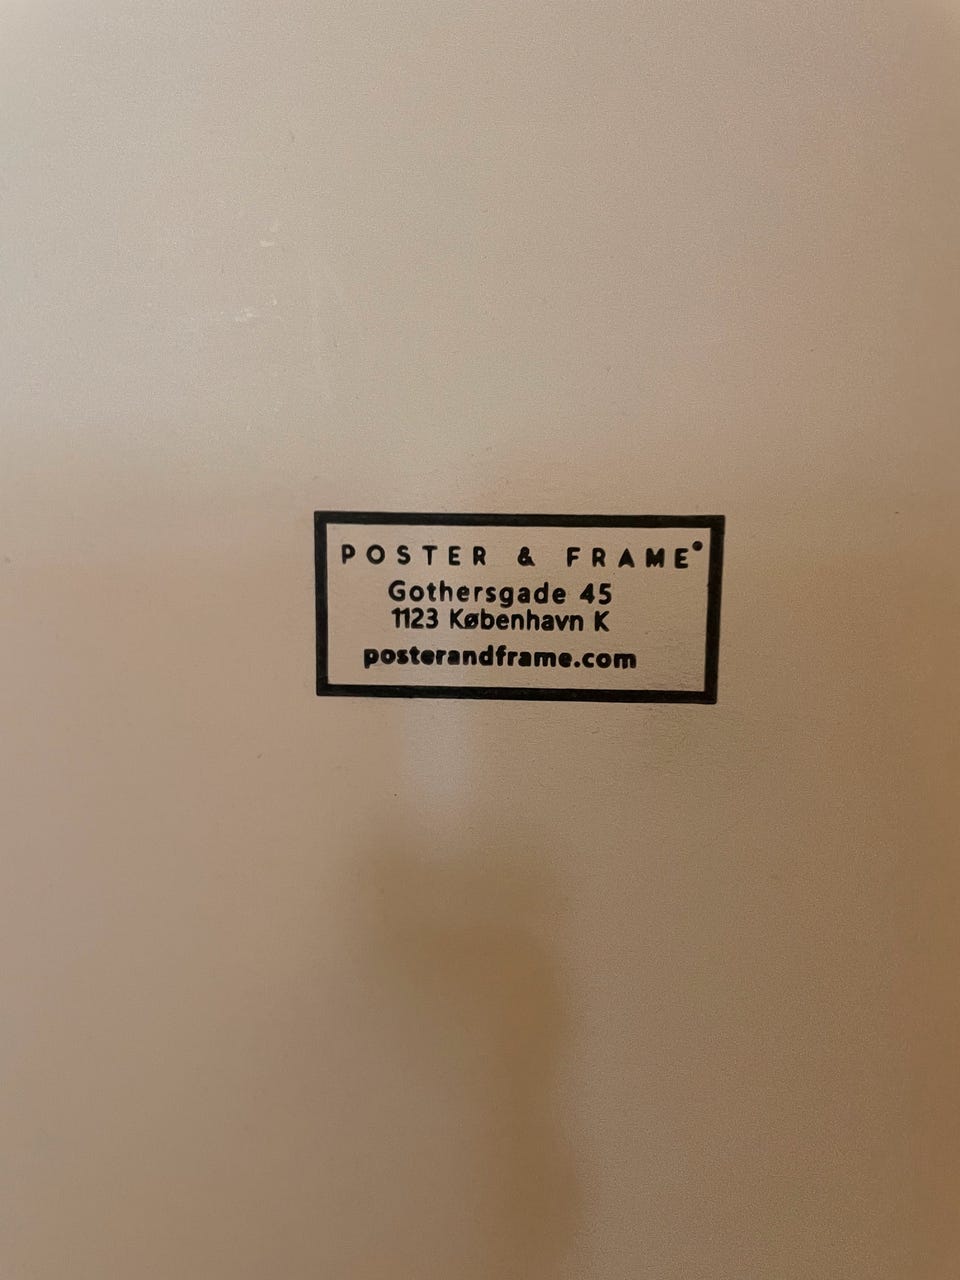 POSTER & FRAME®
Gothersgade 45
1123 København K
posterandframe.com